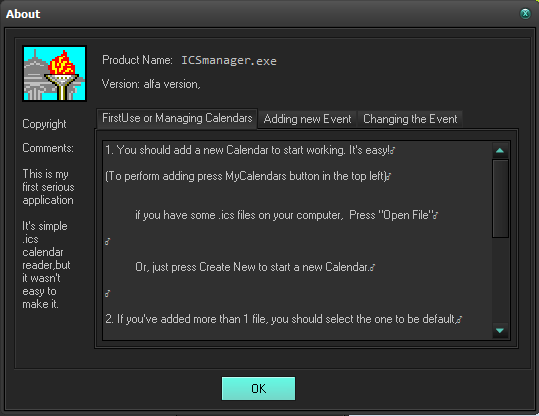 About
Product Name: ICSmanager.exe
Version: alfa version,
Copyright
Comments:
This is my
first serious
application
It's simple
.ics
calendar
reader,but
it wasn't
easy to
make it.
FirstUse or Managing Calendars
Adding new Event
Changing the Event
1. You should add a new Calendar to start working. It's easy!♪
(To perform adding press MyCalendars button in the top left)♪
if you have some .ics files on your computer, Press "Open File"♪
♪
Or, just press Create New to start a new Calendar.♪
♪
2. If you've added more than 1 file, you should select the one to be default,♪
OK